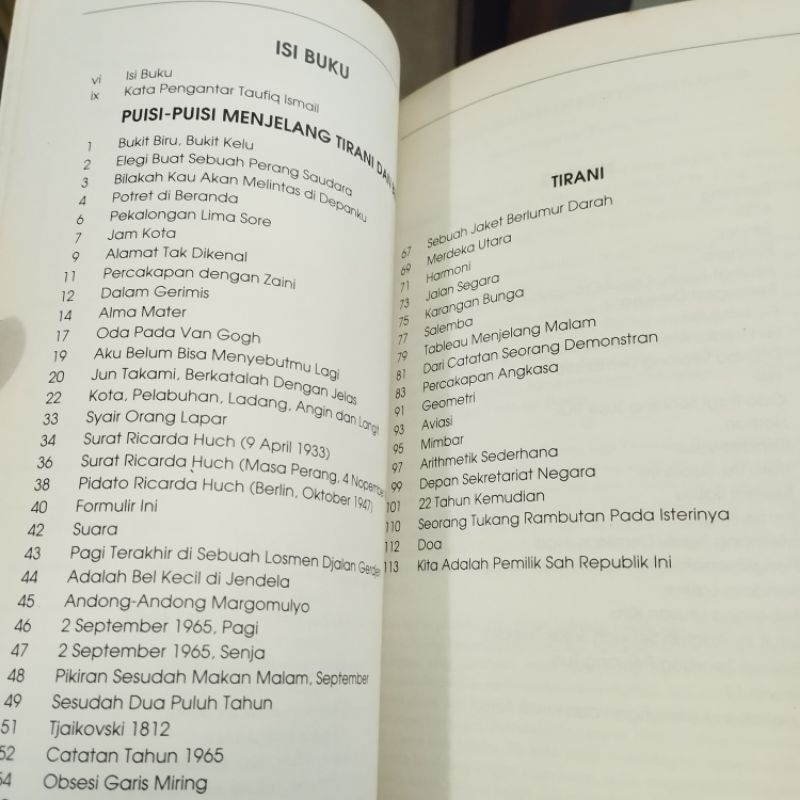 ISI BUKU
vi Isi Buku
ix Kata Pengantar Taufiq Ismail
PUISI-PUISI MENJELANG TIRANI DAN
1 Bukit Biru, Bukit Kelu
2 Elegi Buat Sebuah Perang Saudara
3 Bilakah Kau Akan Melintas di Depanku
4 Potret di Beranda
6 Pekalongan Lima Sore
7 Jam Kota
9 Alamat Tak Dikenal
11 Percakapan dengan Zaini
12 Dalam Gerimis
14 Alma Mater
17 Oda Pada Van Gogh
19 Aku Belum Bisa Menyebutmu Lagi
20 Jun Takami, Berkatalah Dengan Jelas
22 Kota, Pelabuhan, Ladang, Angin dan Langit
33 Syair Orang Lapar
34 Surat Ricarda Huch (9 April 1933)
36 Surat Ricarda Huch (Masa Perang, 4 Nopember
38 Pidato Ricarda Huch (Berlin, Oktober 1947)
40 Formulir Ini
42 Suara
43 Pagi Terakhir di Sebuah Losmen Djalan
44 Adalah Bel Kecil di Jendela
45 Andong-Andong Margomulyo
46 2 September 1965, Pagi
47 2 September 1965, Senja
48 Pikiran Sesudah Makan Malam, September
49 Sesudah Dua Puluh Tahun
51 Tjaikovski 1812
52 Catatan Tahun 1965
54 Obsesi Garis Miring
TIRANI
67 Sebuah Jaket Berlumur Darah
69 Merdeka Utara
71 Harmoni
73 Jalan Segara
75 Karangan Bunga
77 Salemba
79 Tableau Menjelang Malam
81 Dari Catatan Seorang Demonstran
83 Percakapan Angkasa
91 Geometri
93 Aviasi
95 Mimbar
97 Arithmetik Sederhana
99 Depan Sekretariat Negara
101 22 Tahun Kemudian
110 Seorang Tukang Rambutan Pada Isterinya
112 Doa
113 Kita Adalah Pemilik Sah Republik Ini